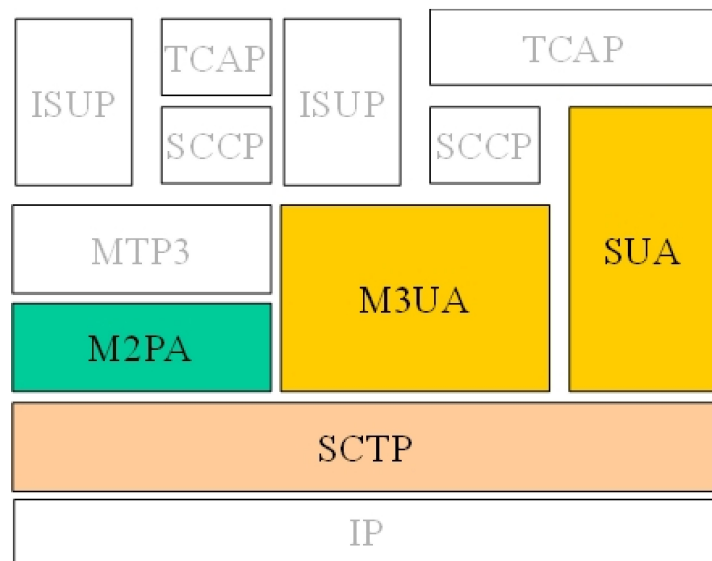 ISUP
TCAP
ISUP
TCAP
SCCP
SCCP
MTP3
M3UA
SUA
M2PA
SCTP
IP